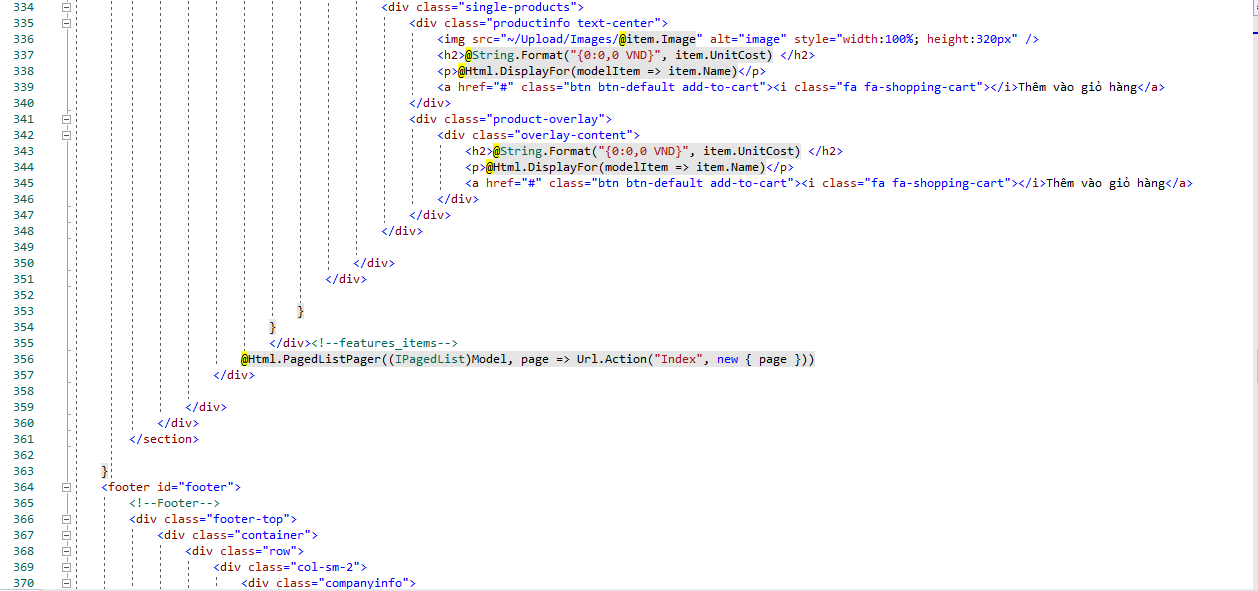 334 <div class="single-products">
335 <div class="productinfo text-center">
336 <img src="~/Upload/Images/@item.Image" alt="image" style="width:100%; height:320px" />
337 <h2>@String.Format("{0:0,0 VND}", item.UnitCost) </h2>
338 <p>@Html.DisplayFor(modelItem => item.Name)</p>
339 <a href="#" class="btn btn-default add-to-cart"><i class="fa fa-shopping-cart"></i>Thêm vào giỏ hàng</a>
340 </div>
341 <div class="product-overlay">
342 <div class="overlay-content">
343 <h2>@String.Format("{0:0,0 VND}", item.UnitCost) </h2>
344 <p>@Html.DisplayFor(modelItem => item.Name)</p>
345 <a href="#" class="btn btn-default add-to-cart"><i class="fa fa-shopping-cart"></i>Thêm vào giỏ hàng</a>
346 </div>
347 </div>
348 </div>
349
350 </div>
351 </div>
352
353 }
354 }
355 </div><!--features_items-->
356 @Html.PagedListPager((IPagedList)Model, page => Url.Action("Index", new { page }))
357 </div>
358
359 </div>
360 </div>
361 </section>
362
363 }
364 <footer id="footer">
365 <!--Footer-->
366 <div class="footer-top">
367 <div class="container">
368 <div class="row">
369 <div class="col-sm-2">
370 <div class="companyinfo">